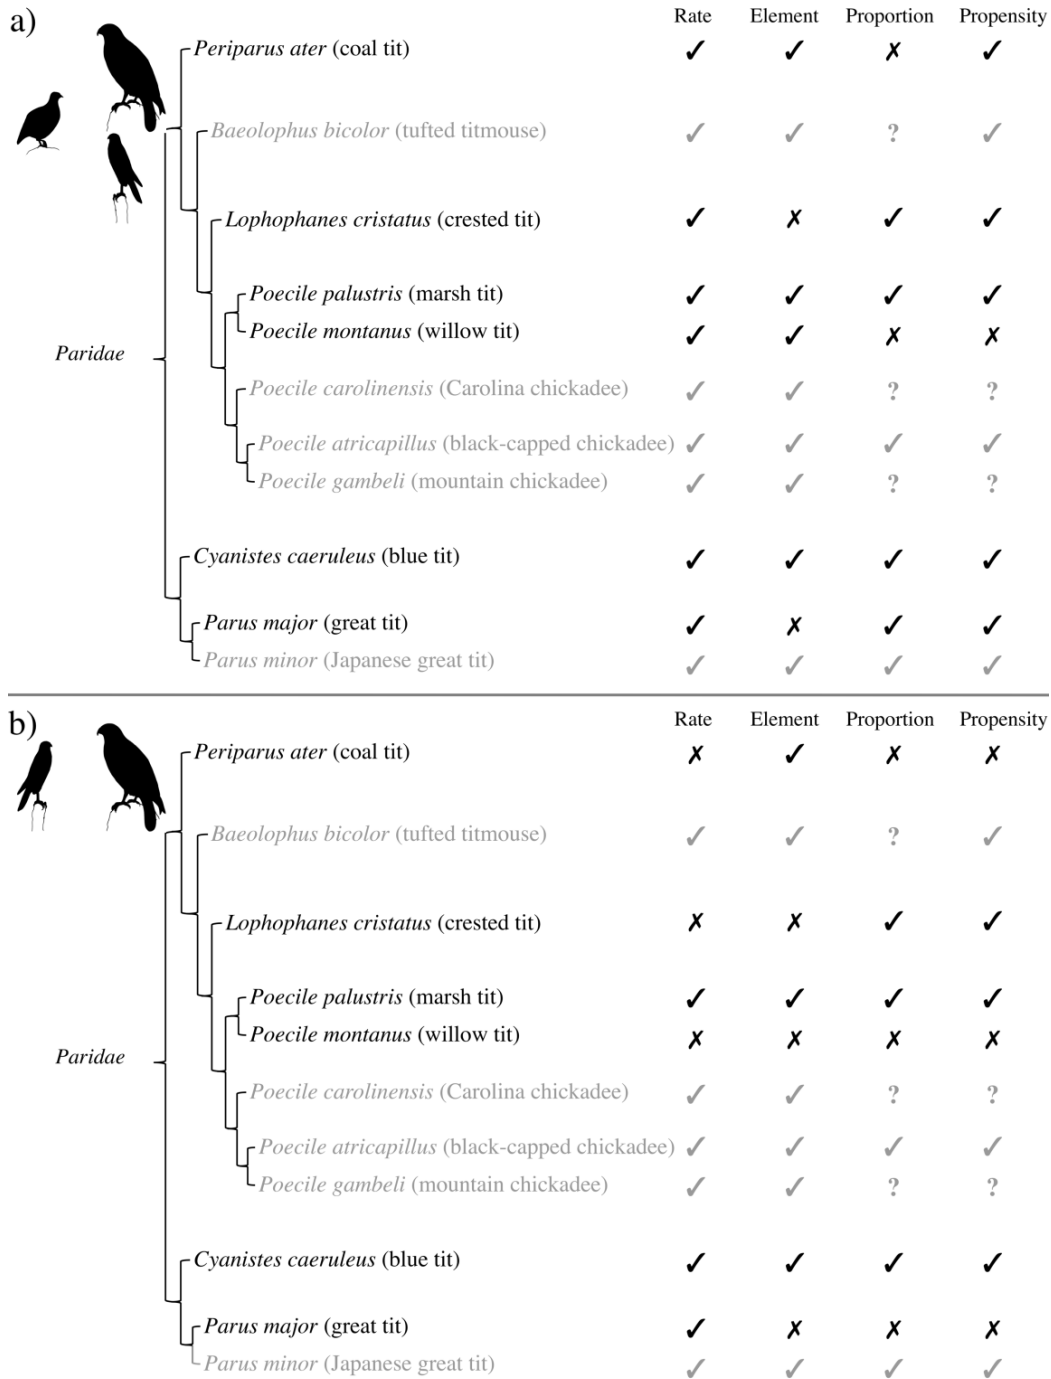 a)
Rate Element Proportion Propensity
Periparus ater (coal tit) ✓ ✓ ✗ ✓
Baeolophus bicolor (tufted titmouse) ✓ ✓ ? ✓
Lophophanes cristatus (crested tit) ✓ ✗ ✓ ✓
Poecile palustris (marsh tit) ✓ ✓ ✓ ✓
Poecile montanus (willow tit) ✓ ✓ ✗ ✗
Paridae
Poecile carolinensis (Carolina chickadee) ✓ ✓ ? ?
Poecile atricapillus (black-capped chickadee) ✓ ✓ ✓ ✓
Poecile gambeli (mountain chickadee) ✓ ✓ ? ?
Cyanistes caeruleus (blue tit) ✓ ✓ ✓ ✓
Parus major (great tit) ✓ ✗ ✓ ✓
Parus minor (Japanese great tit) ✓ ✓ ✓ ✓
b)
Rate Element Proportion Propensity
Periparus ater (coal tit) ✗ ✓ ✗ ✗
Baeolophus bicolor (tufted titmouse) ✓ ✓ ? ✓
Lophophanes cristatus (crested tit) ✗ ✗ ✓ ✓
Poecile palustris (marsh tit) ✓ ✓ ✓ ✓
Poecile montanus (willow tit) ✗ ✗ ✗ ✗
Paridae
Poecile carolinensis (Carolina chickadee) ✓ ✓ ? ?
Poecile atricapillus (black-capped chickadee) ✓ ✓ ✓ ✓
Poecile gambeli (mountain chickadee) ✓ ✓ ? ?
Cyanistes caeruleus (blue tit) ✓ ✓ ✓ ✓
Parus major (great tit) ✓ ✗ ✗ ✗
Parus minor (Japanese great tit) ✓ ✓ ✓ ✓